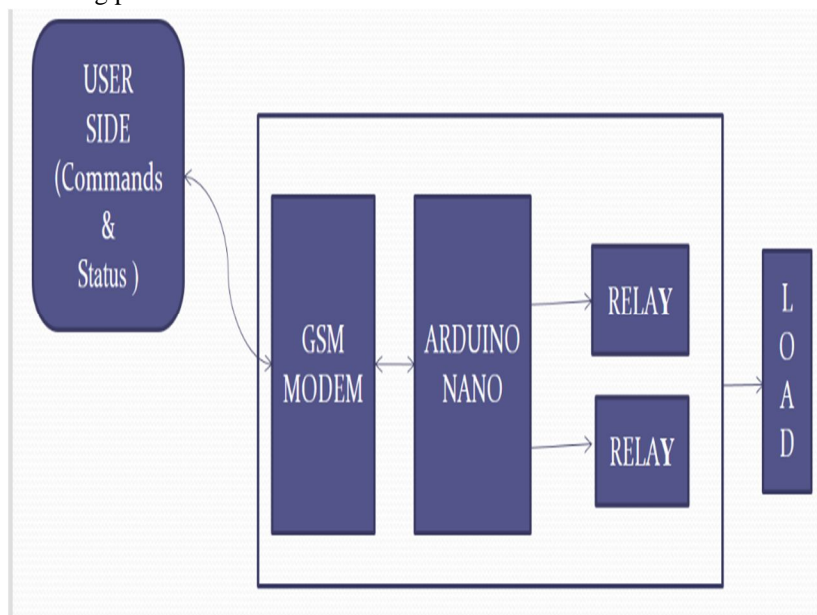 USER
SIDE
(Commands
&
Status )
GSM
MODEM
ARDUINO
NANO
RELAY
RELAY
L
O
A
D